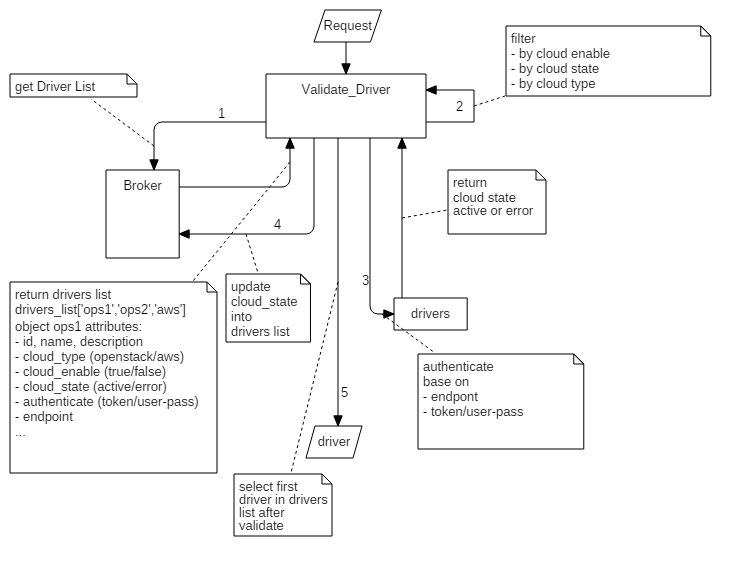 Request
filter
- by cloud enable
- by cloud state
- by cloud type
get Driver List
Validate_Driver
1
2
Broker
return
cloud state
active or error
4
3
return drivers list
drivers_list['ops1','ops2','aws']
object ops1 attributes:
- id, name, description
- cloud_type (openstack/aws)
- cloud_enable (true/false)
- cloud_state (active/error)
- authenticate (token/user-pass)
- endpoint
...
update
cloud_state
into
drivers list
drivers
authenticate
base on
- endpont
- token/user-pass
5
driver
select first
driver in drivers
list after
validate